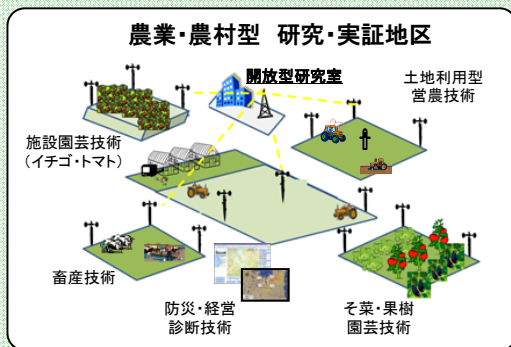 農業・農村型 研究・実証地区
開放型研究室
土地利用型
営農技術
施設園芸技術
（イチゴ・トマト）
畜産技術
防災・経営
診断技術
そ菜・果樹
園芸技術